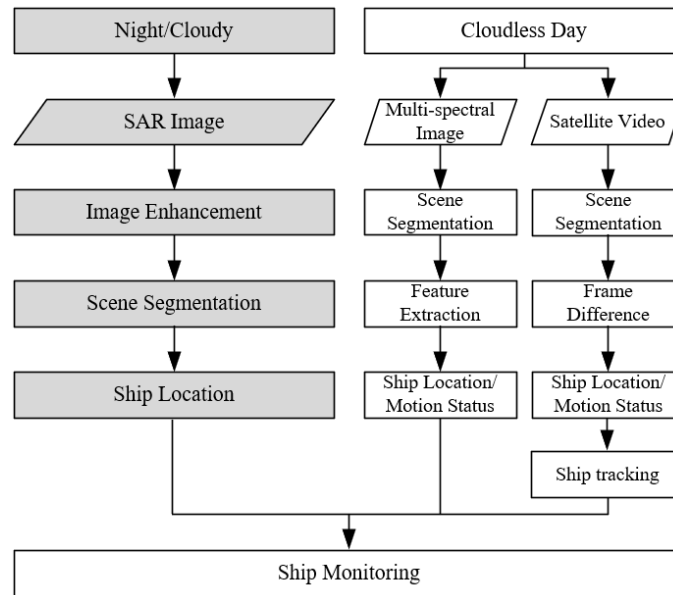 Night/Cloudy
Cloudless Day
SAR Image
Multi-spectral
Image
Satellite Video
Image Enhancement
Scene
Segmentation
Scene
Segmentation
Scene Segmentation
Feature
Extraction
Frame
Difference
Ship Location
Ship Location/
Motion Status
Ship Location/
Motion Status
Ship tracking
Ship Monitoring